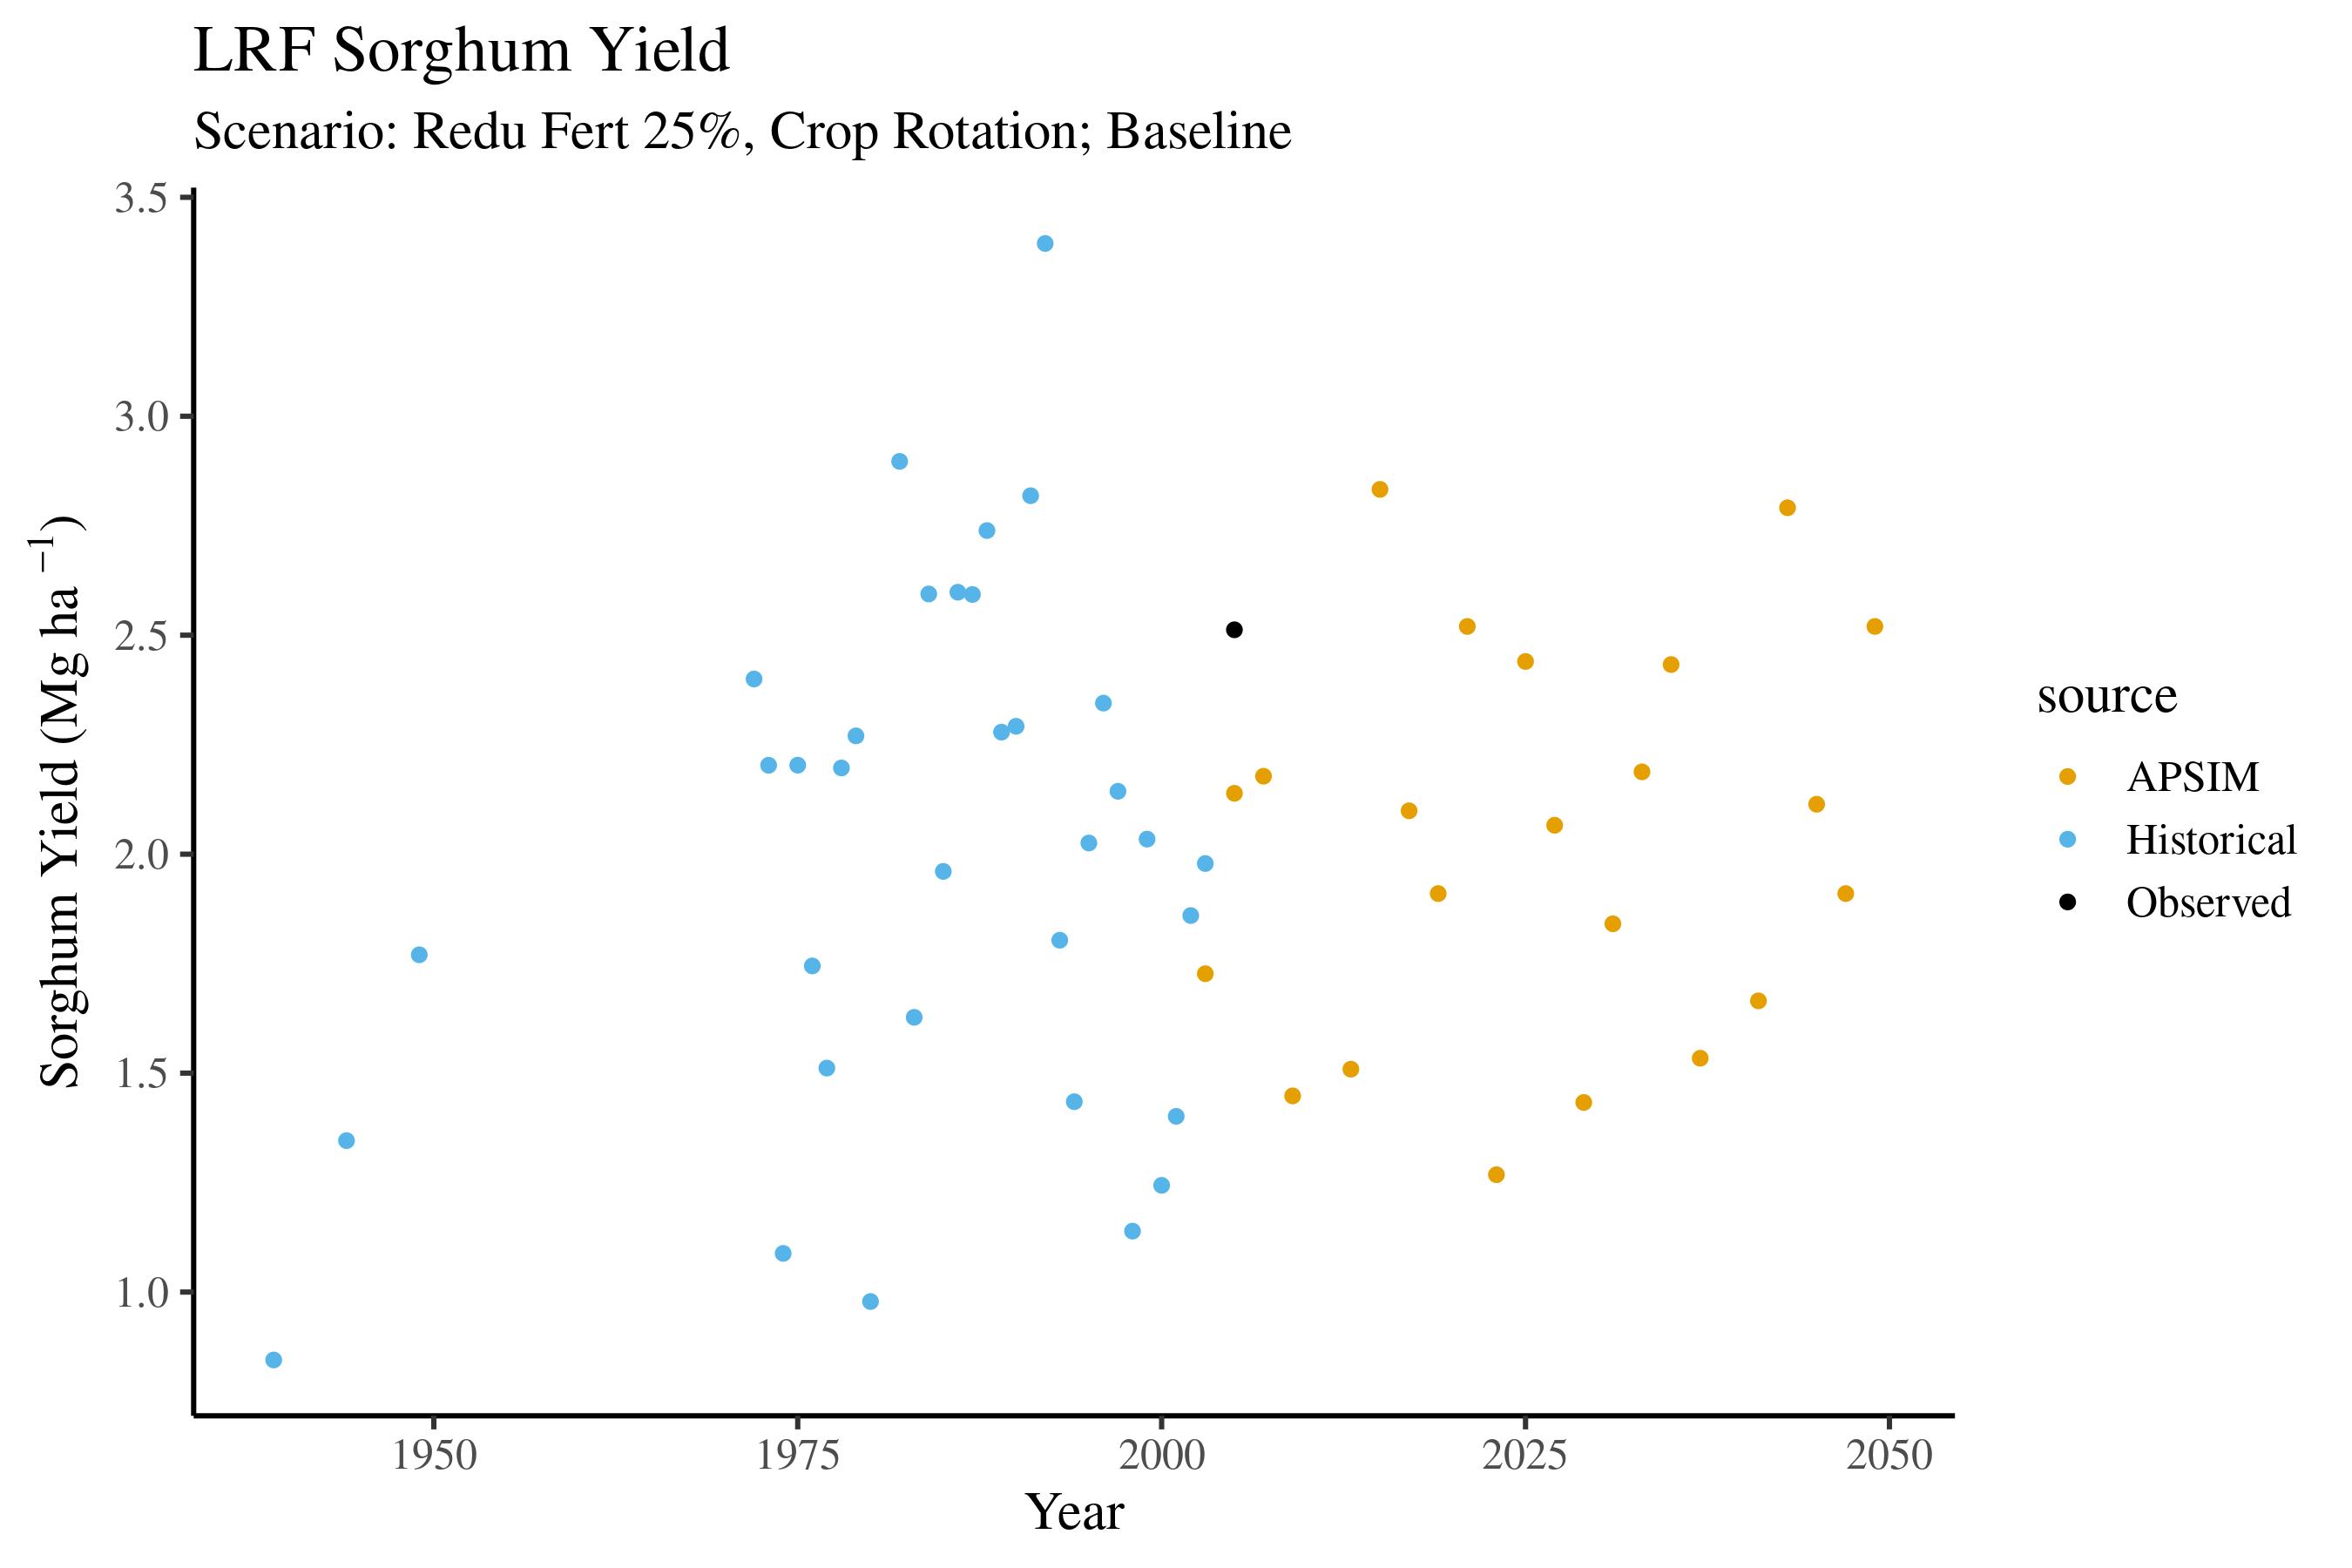 LRF Sorghum Yield
Scenario: Redu Fert 25%, Crop Rotation; Baseline
Sorghum Yield (Mg ha −1)
3.5
3.0
2.5
2.0
1.5
1.0
1950 1975 2000 2025 2050
Year
source
APSIM
Historical
Observed